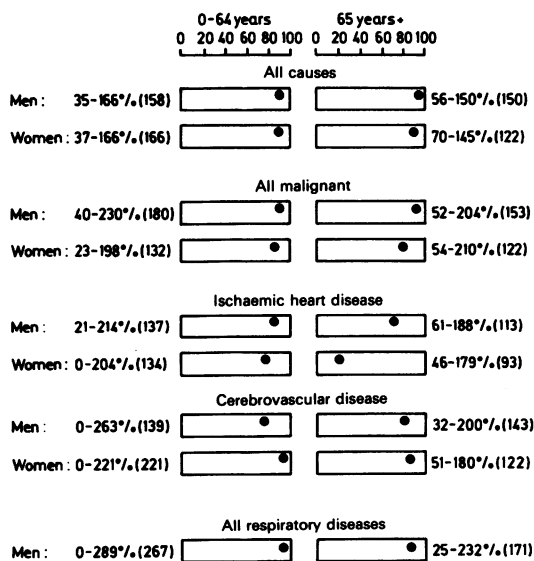 0-64 years 65 years+
0 20 40 60 80 100 0 20 40 60 80 100
All causes
Men: 35-166%(158) 56-150%(150)
Women: 37-166%(166) 70-145%(122)
All malignant
Men: 40-230%(180) 52-204%(153)
Women: 23-198%(132) 54-210%(122)
Ischaemic heart disease
Men: 21-214%(137) 61-188%(113)
Women: 0-204%(134) 46-179%(93)
Cerebrovascular disease
Men: 0-263%(139) 32-200%(143)
Women: 0-221%(221) 51-180%(122)
All respiratory diseases
Men: 0-289%(267) 25-232%(171)